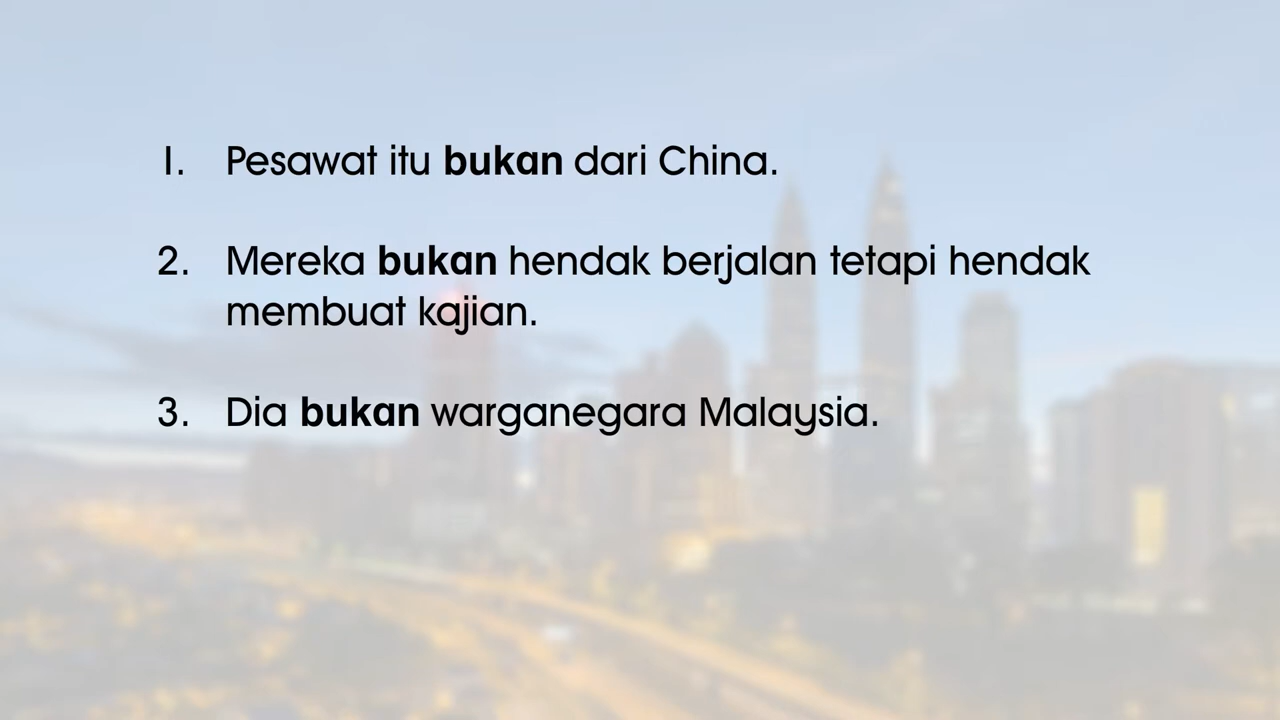 1. Pesawat itu bukan dari China.
2. Mereka bukan hendak berjalan tetapi hendak
membuat kajian.
3. Dia bukan warganegara Malaysia.